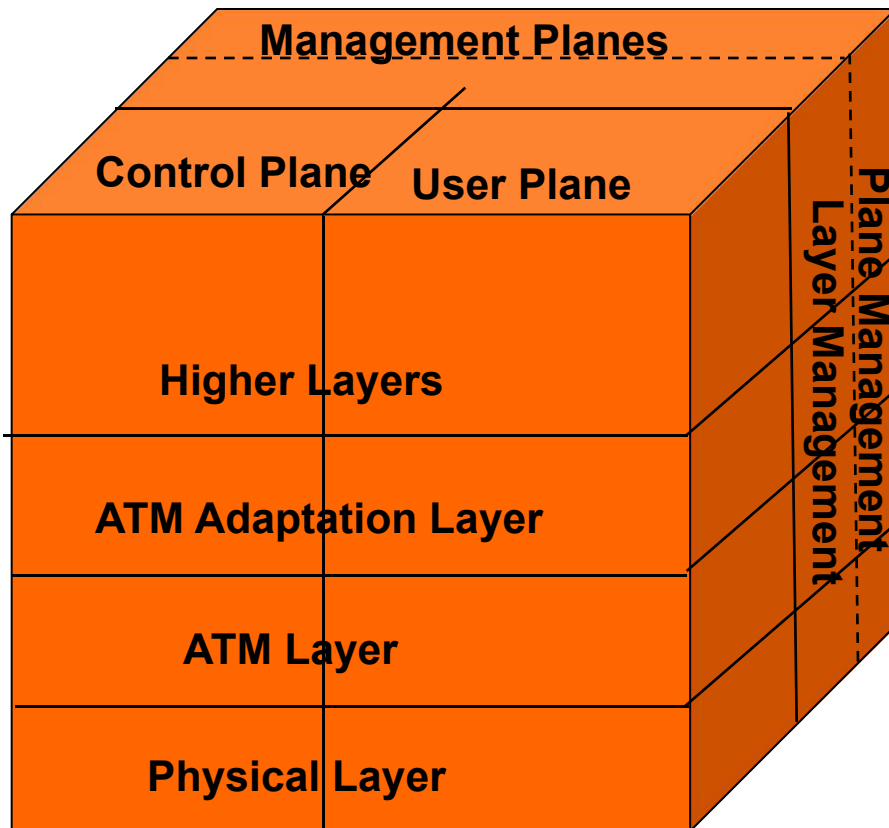 Management Planes
Control Plane
User Plane
Plane Management
Layer Management
Higher Layers
ATM Adaptation Layer
ATM Layer
Physical Layer